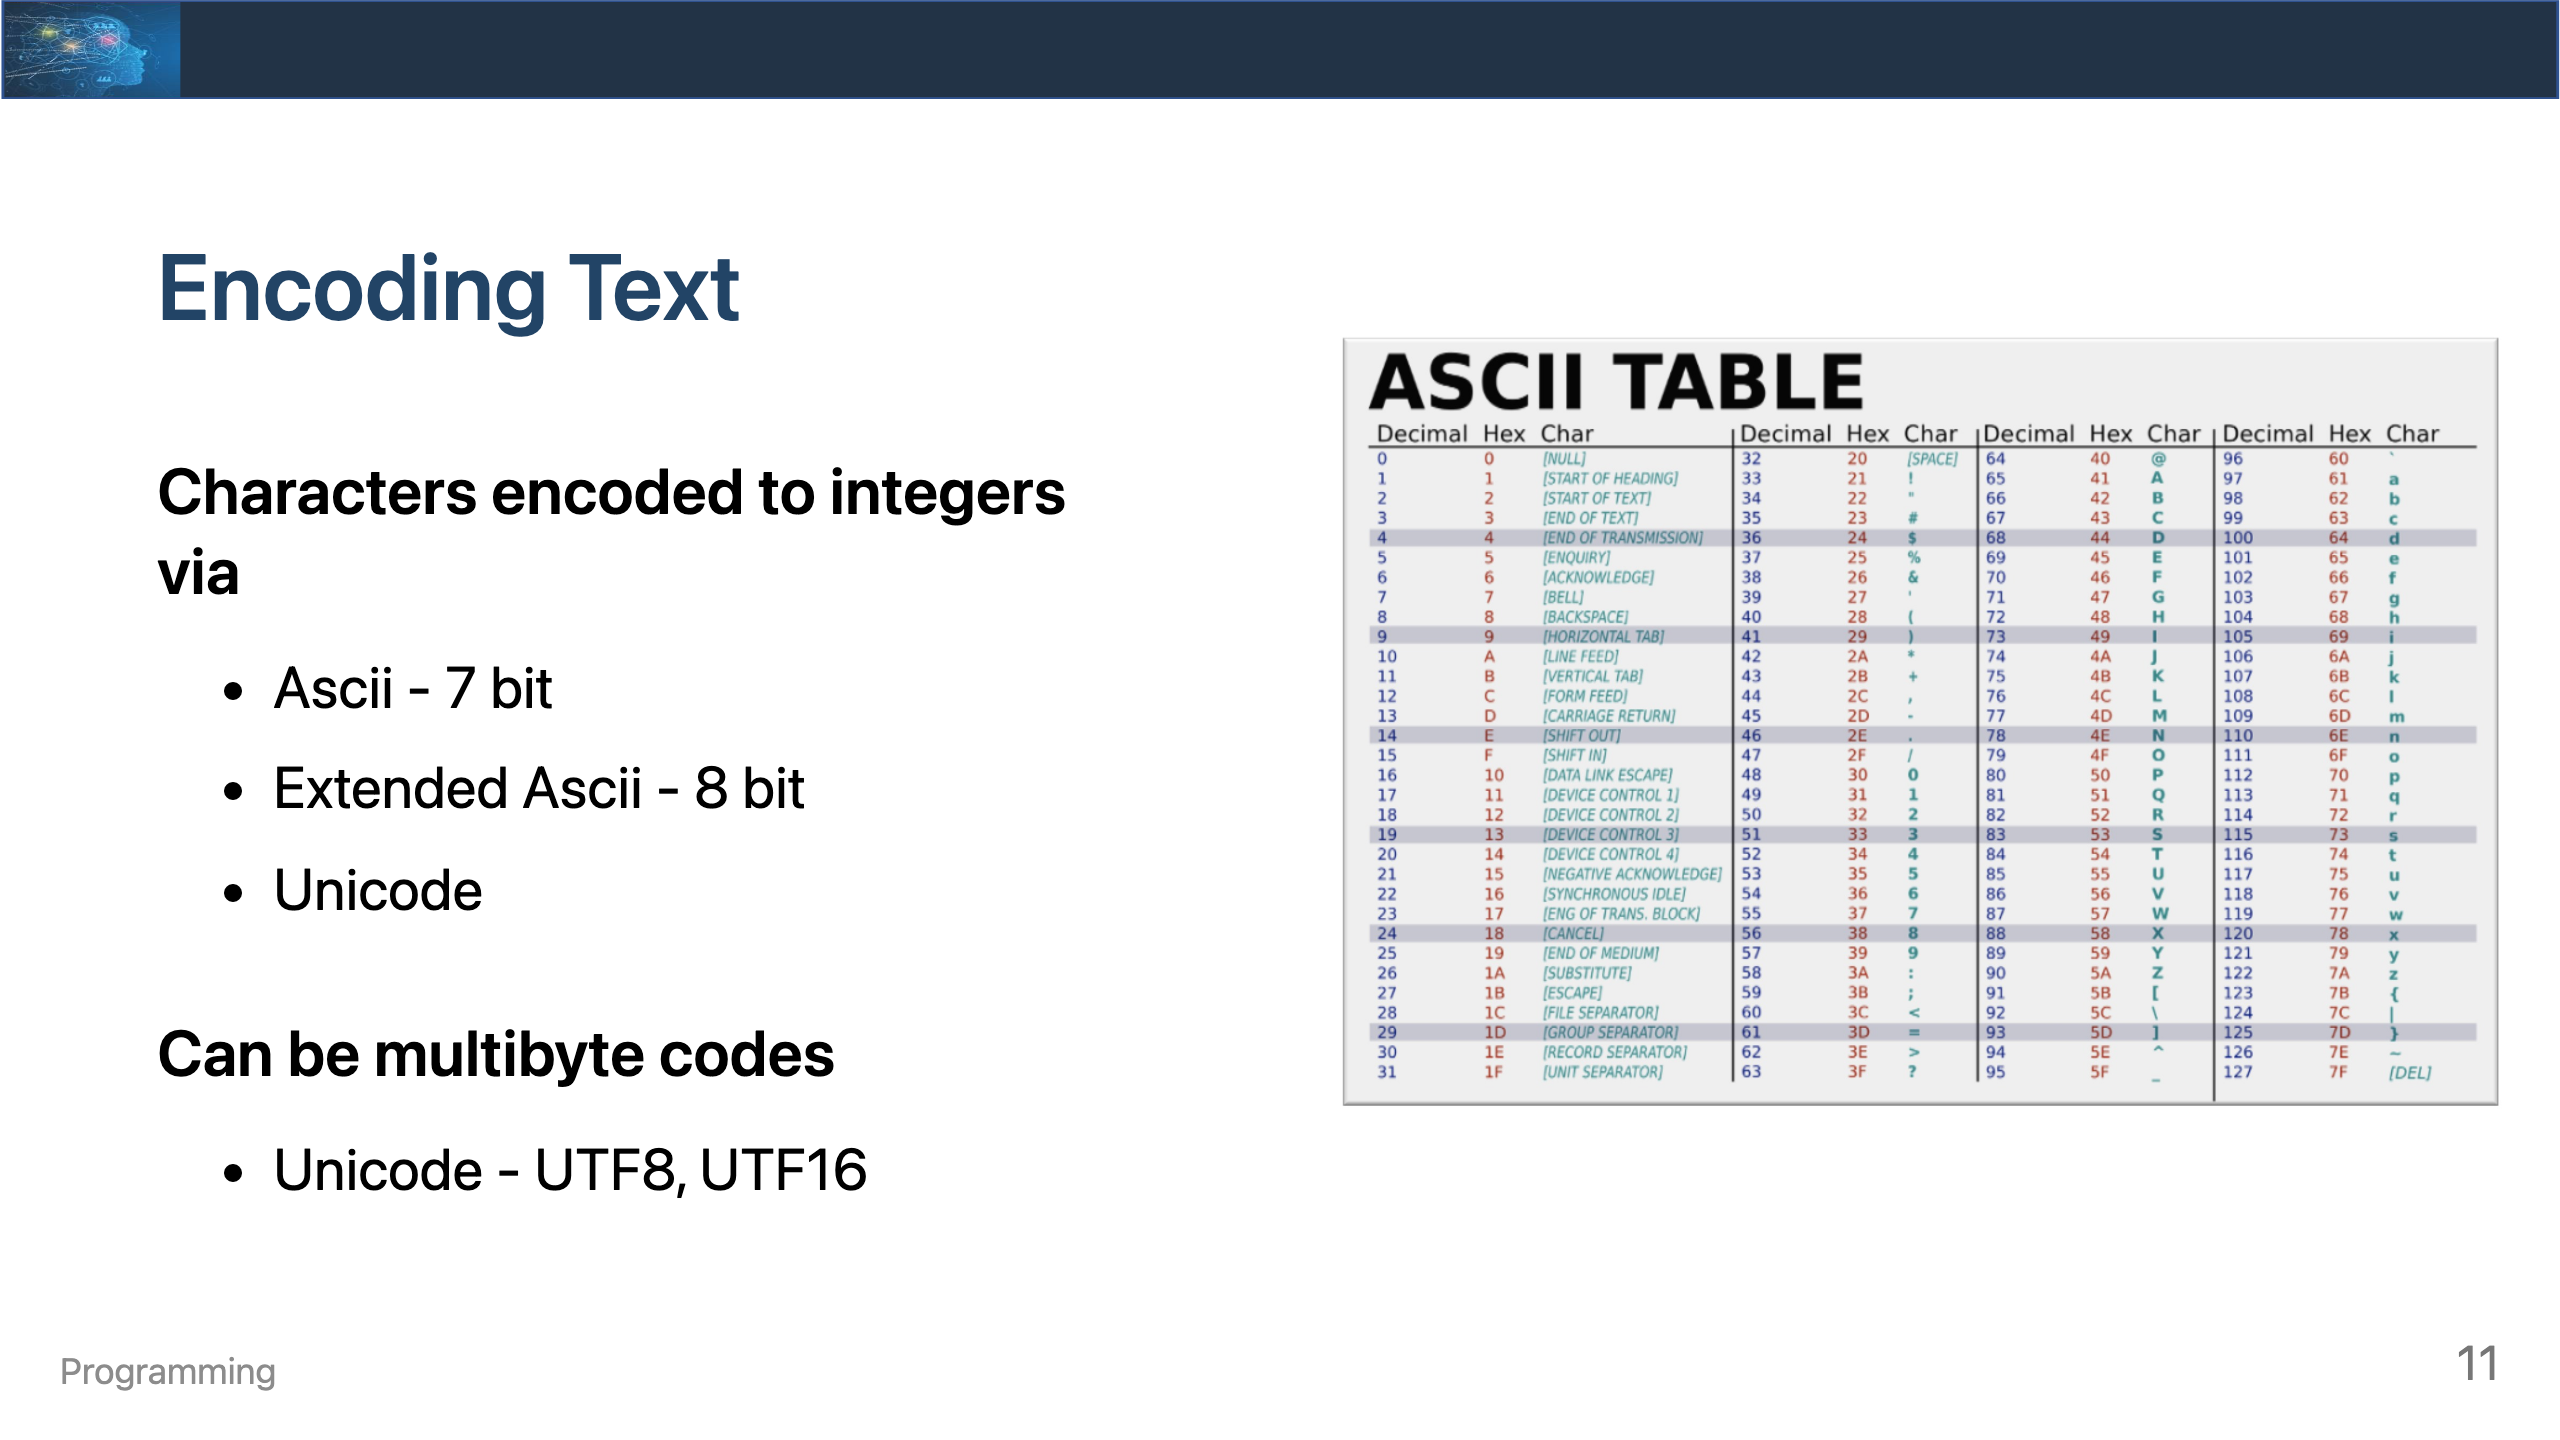 Encoding Text
Characters encoded to integers
via
• Ascii - 7 bit
• Extended Ascii - 8 bit
• Unicode
Can be multibyte codes
• Unicode - UTF8, UTF16
ASCII TABLE
Decimal Hex Char Decimal Hex Char Decimal Hex Char Decimal Hex Char
0 0 [NULL] 32 20 [SPACE] 64 40 @ 96 60 `
1 1 [START OF HEADING] 33 21 ! 65 41 A 97 61 a
2 2 [START OF TEXT] 34 22 " 66 42 B 98 62 b
3 3 [END OF TEXT] 35 23 # 67 43 C 99 63 c
4 4 [END OF TRANSMISSION] 36 24 $ 68 44 D 100 64 d
5 5 [ENQUIRY] 37 25 % 69 45 E 101 65 e
6 6 [ACKNOWLEDGE] 38 26 & 70 46 F 102 66 f
7 7 [BELL] 39 27 ' 71 47 G 103 67 g
8 8 [BACKSPACE] 40 28 ( 72 48 H 104 68 h
9 9 [HORIZONTAL TAB] 41 29 ) 73 49 I 105 69 i
10 A [LINE FEED] 42 2A * 74 4A J 106 6A j
11 B [VERTICAL TAB] 43 2B + 75 4B K 107 6B k
12 C [FORM FEED] 44 2C , 76 4C L 108 6C l
13 D [CARRIAGE RETURN] 45 2D - 77 4D M 109 6D m
14 E [SHIFT OUT] 46 2E . 78 4E N 110 6E n
15 F [SHIFT IN] 47 2F / 79 4F O 111 6F o
16 10 [DATA LINK ESCAPE] 48 30 0 80 50 P 112 70 p
17 11 [DEVICE CONTROL 1] 49 31 1 81 51 Q 113 71 q
18 12 [DEVICE CONTROL 2] 50 32 2 82 52 R 114 72 r
19 13 [DEVICE CONTROL 3] 51 33 3 83 53 S 115 73 s
20 14 [DEVICE CONTROL 4] 52 34 4 84 54 T 116 74 t
21 15 [NEGATIVE ACKNOWLEDGE] 53 35 5 85 55 U 117 75 u
22 16 [SYNCHRONOUS IDLE] 54 36 6 86 56 V 118 76 v
23 17 [ENG OF TRANS. BLOCK] 55 37 7 87 57 W 119 77 w
24 18 [CANCEL] 56 38 8 88 58 X 120 78 x
25 19 [END OF MEDIUM] 57 39 9 89 59 Y 121 79 y
26 1A [SUBSTITUTE] 58 3A : 90 5A Z 122 7A z
27 1B [ESCAPE] 59 3B ; 91 5B [ 123 7B {
28 1C [FILE SEPARATOR] 60 3C < 92 5C \ 124 7C |
29 1D [GROUP SEPARATOR] 61 3D = 93 5D ] 125 7D }
30 1E [RECORD SEPARATOR] 62 3E > 94 5E ^ 126 7E ~
31 1F [UNIT SEPARATOR] 63 3F ? 95 5F _ 127 7F [DEL]
Programming
11